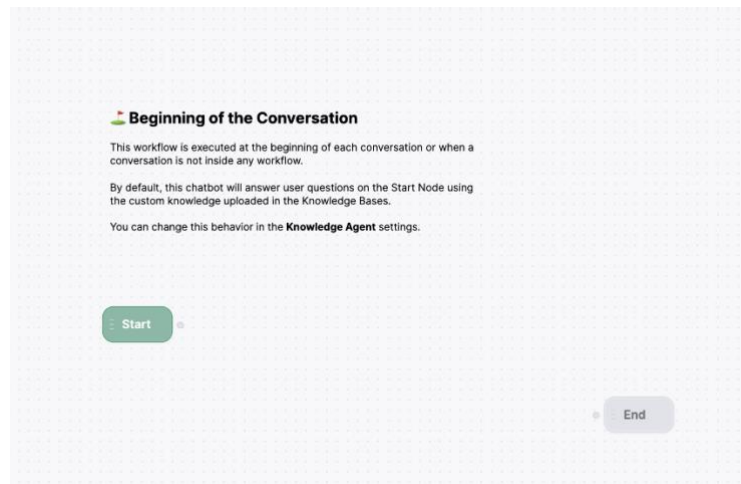 Beginning of the Conversation
This workflow is executed at the beginning of each conversation or when a
conversation is not inside any workflow.
By default, this chatbot will answer user questions on the Start Node using
the custom knowledge uploaded in the Knowledge Bases.
You can change this behavior in the Knowledge Agent settings.
Start
End